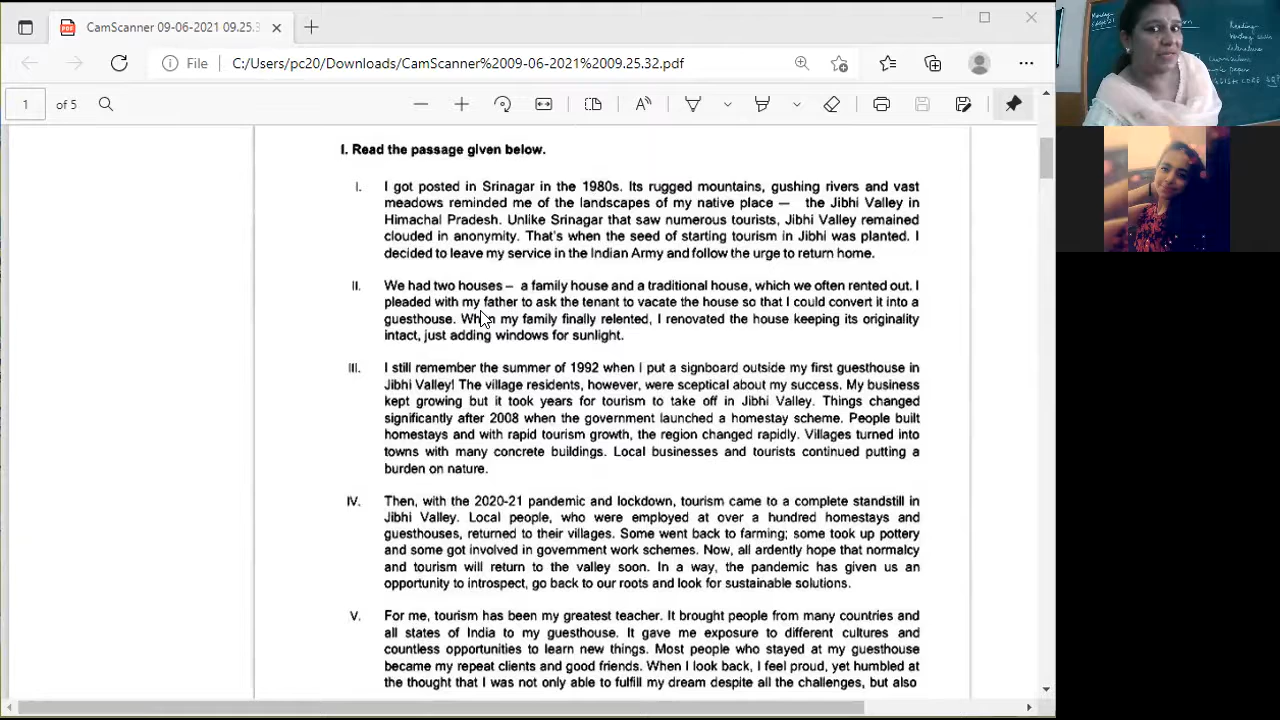 CamScanner 09-06-2021 09.25.3
File C:/Users/pc20/Downloads/CamScanner%2009-06-2021%2009.25.32.pdf
1 of 5
I. Read the passage given below.
I. I got posted in Srinagar in the 1980s. Its rugged mountains, gushing rivers and vast
meadows reminded me of the landscapes of my native place — the Jibhi Valley in
Himachal Pradesh. Unlike Srinagar that saw numerous tourists, Jibhi Valley remained
clouded in anonymity. That's when the seed of starting tourism in Jibhi was planted. I
decided to leave my service in the Indian Army and follow the urge to return home.
II. We had two houses – a family house and a traditional house, which we often rented out. I
pleaded with my father to ask the tenant to vacate the house so that I could convert it into a
guesthouse. When my family finally relented, I renovated the house keeping its originality
intact, just adding windows for sunlight.
III. I still remember the summer of 1992 when I put a signboard outside my first guesthouse in
Jibhi Valley! The village residents, however, were sceptical about my success. My business
kept growing but it took years for tourism to take off in Jibhi Valley. Things changed
significantly after 2008 when the government launched a homestay scheme. People built
homestays and with rapid tourism growth, the region changed rapidly. Villages turned into
towns with many concrete buildings. Local businesses and tourists continued putting a
burden on nature.
IV. Then, with the 2020-21 pandemic and lockdown, tourism came to a complete standstill in
Jibhi Valley. Local people, who were employed at over a hundred homestays and
guesthouses, returned to their villages. Some went back to farming; some took up pottery
and some got involved in government work schemes. Now, all ardently hope that normalcy
and tourism will return to the valley soon. In a way, the pandemic has given us an
opportunity to introspect, go back to our roots and look for sustainable solutions.
V. For me, tourism has been my greatest teacher. It brought people from many countries and
all states of India to my guesthouse. It gave me exposure to different cultures and
countless opportunities to learn new things. Most people who stayed at my guesthouse
became my repeat clients and good friends. When I look back, I feel proud, yet humbled at
the thought that I was not only able to fulfill my dream despite all the challenges, but also
Monday
Reading
Writing skills
Literature